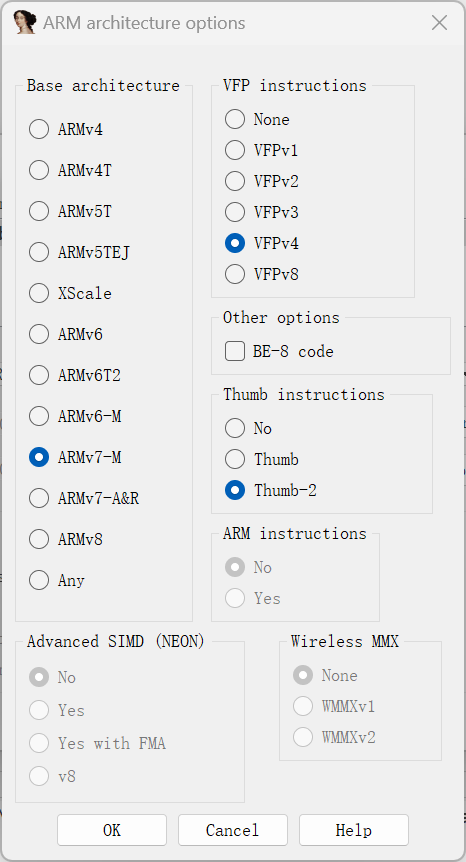 ARM architecture options
Base architecture
ARMv4
ARMv4T
ARMv5T
ARMv5TEJ
XScale
ARMv6
ARMv6T2
ARMv6-M
ARMv7-M
ARMv7-A&R
ARMv8
Any
VFP instructions
None
VFPv1
VFPv2
VFPv3
VFPv4
VFPv8
Other options
BE-8 code
Thumb instructions
No
Thumb
Thumb-2
ARM instructions
No
Yes
Advanced SIMD (NEON)
No
Yes
Yes with FMA
v8
Wireless MMX
None
WMMXv1
WMMXv2
OK
Cancel
Help